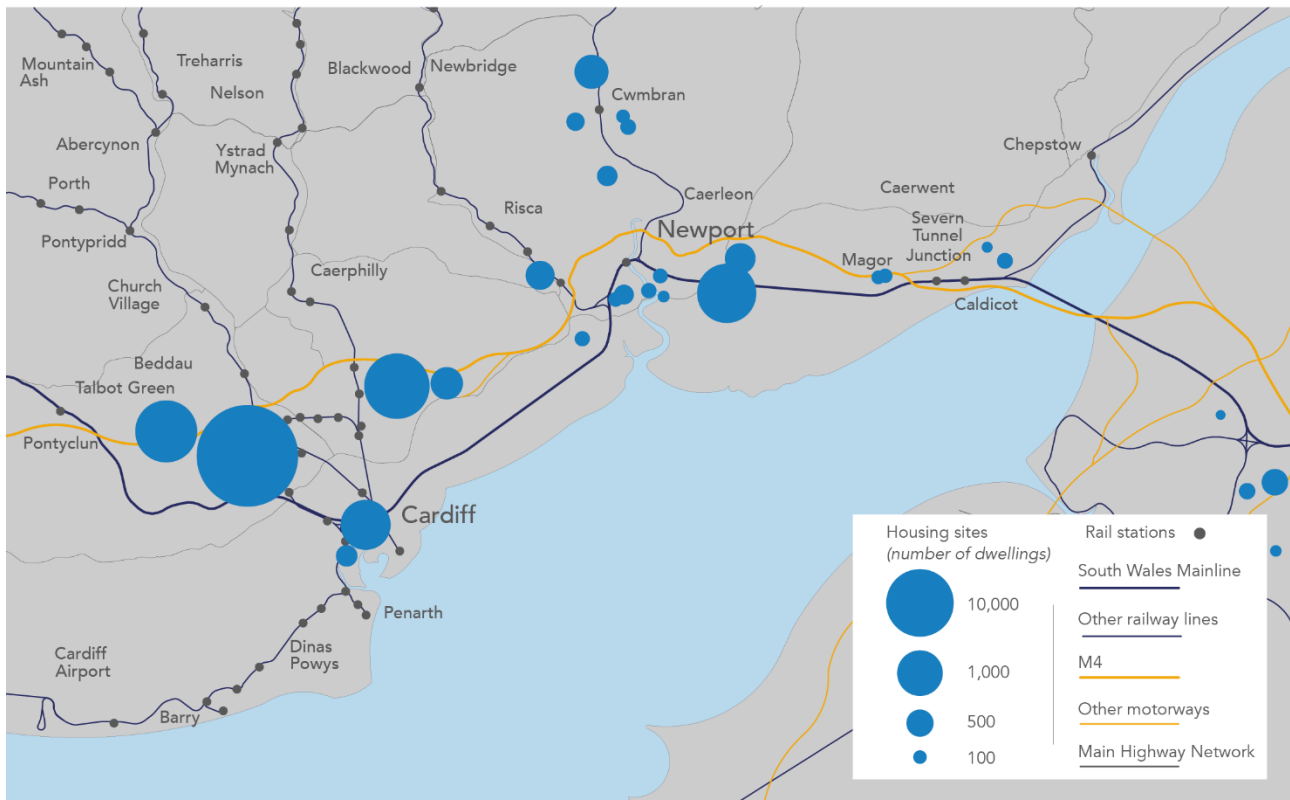 Mountain
Ash
Treharris
Nelson
Blackwood
Newbridge
Cwmbran
Abercynon
Ystrad
Mynach
Chepstow
Porth
Pontypridd
Risca
Caerleon
Caerwent
Newport
Severn
Tunnel
Junction
Magor
Caerphilly
Church
Village
Caldicot
Beddau
Talbot Green
Pontyclun
Cardiff
Penarth
Dinas
Powys
Cardiff
Airport
Barry
Housing sites
(number of dwellings)
10,000
1,000
500
100
Rail stations
South Wales Mainline
Other railway lines
M4
Other motorways
Main Highway Network